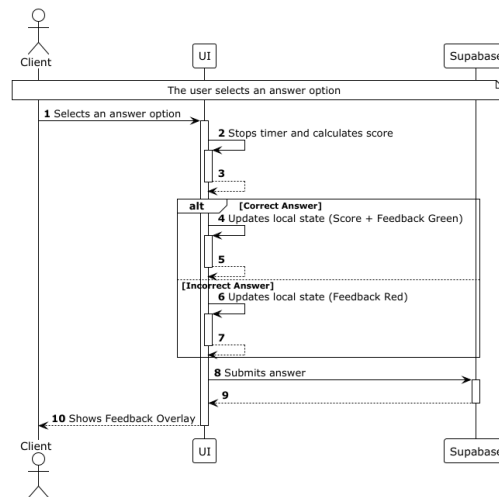 Client
UI
Supabase
The user selects an answer option
1 Selects an answer option
2 Stops timer and calculates score
3
alt [Correct Answer]
4 Updates local state (Score + Feedback Green)
5
[Incorrect Answer]
6 Updates local state (Feedback Red)
7
8 Submits answer
9
10 Shows Feedback Overlay
Client
UI
Supabase